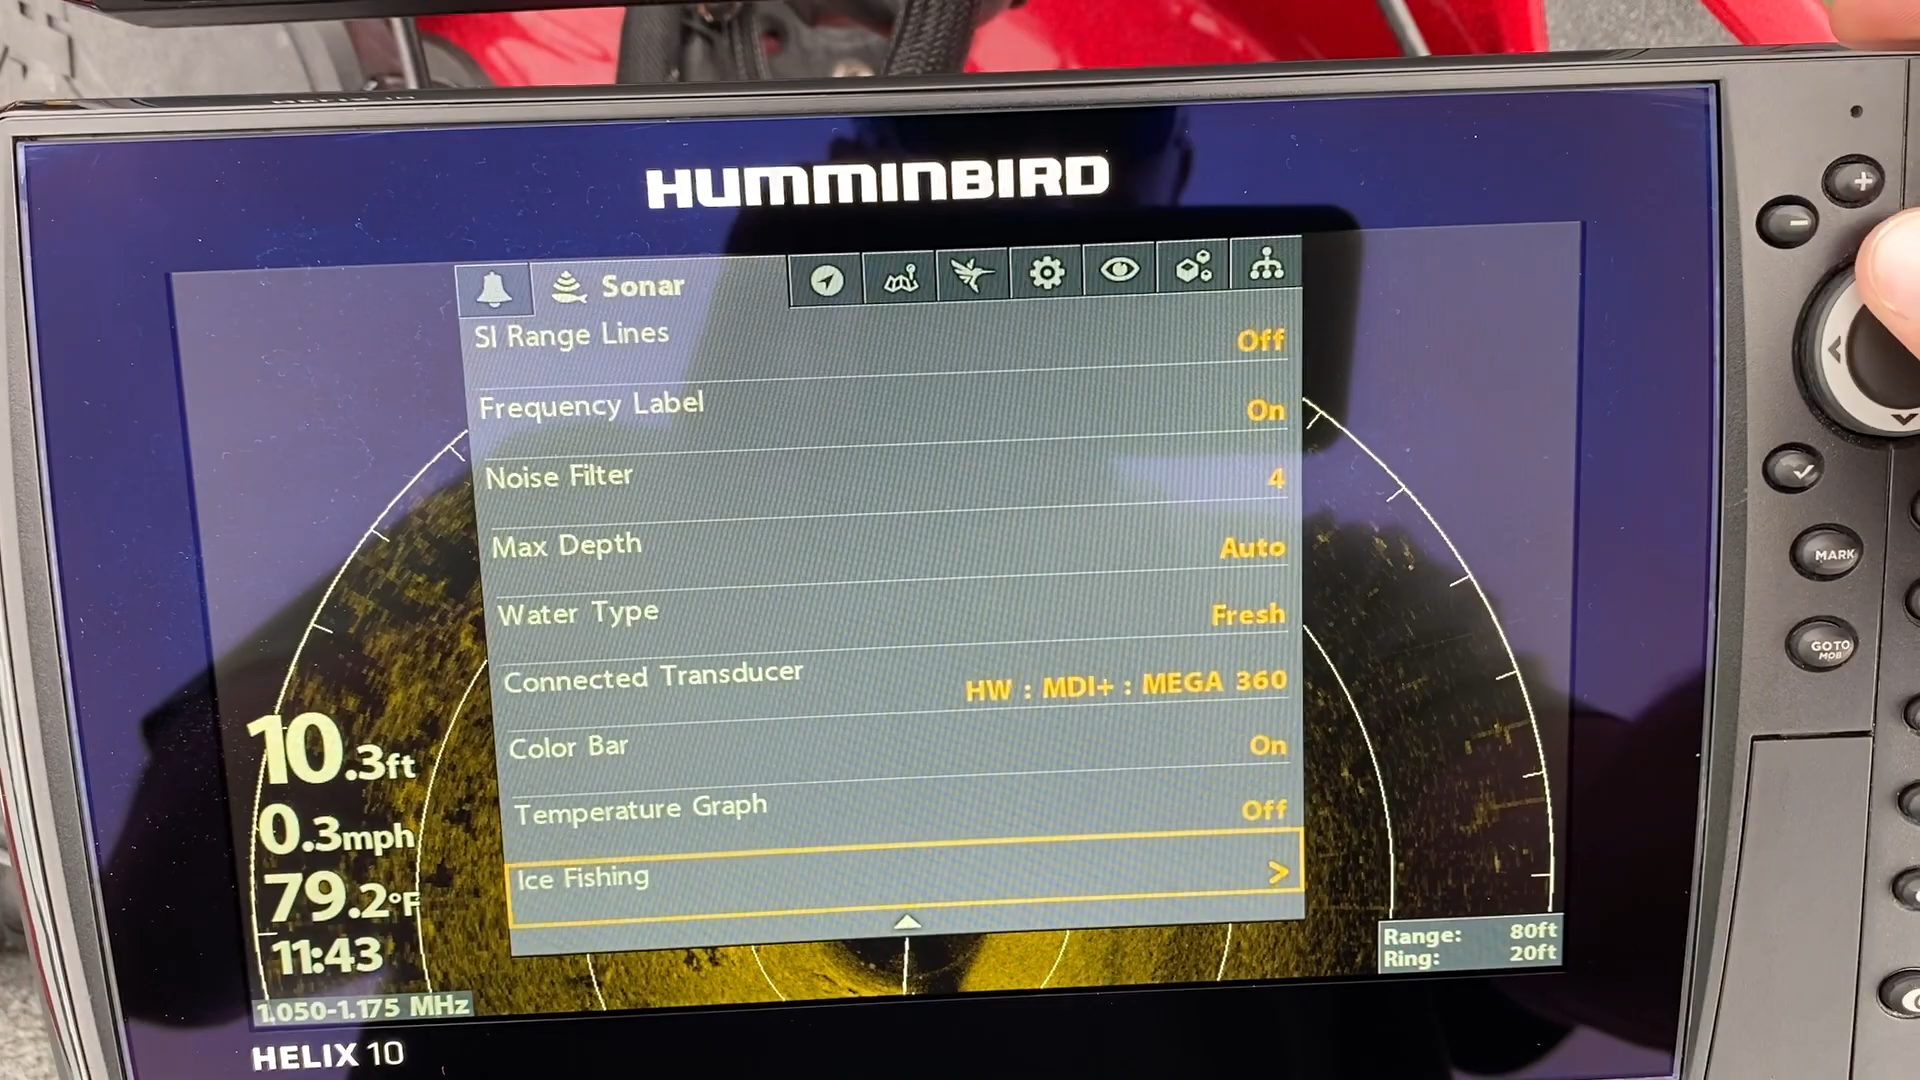 HUMMINBIRD
Sonar
SI Range Lines Off
Frequency Label On
Noise Filter 4
Max Depth Auto
Water Type Fresh
Connected Transducer HW : MDI+ : MEGA 360
Color Bar On
Temperature Graph Off
Ice Fishing >
10.3ft
0.3mph
79.2°F
11:43
1.050-1.175 MHz
Range: 80ft
Ring: 20ft
HELIX 10
+
-
MARK
GOTO
MOB